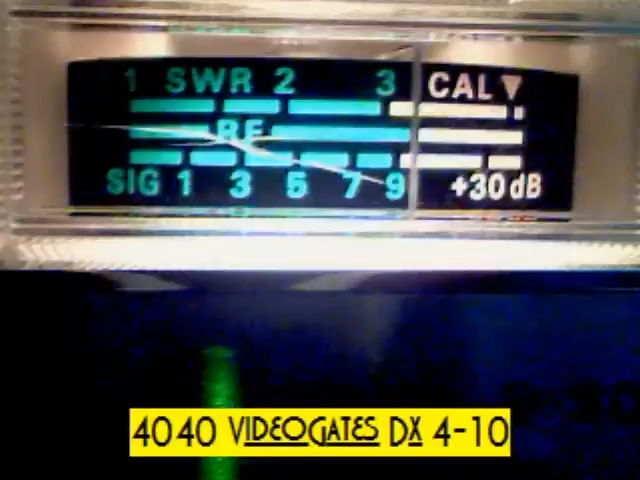 1 SWR 2 3 CAL
RF
SIG 1 3 5 7 9 +30dB
4040 VIDEOGATES DX 4-10